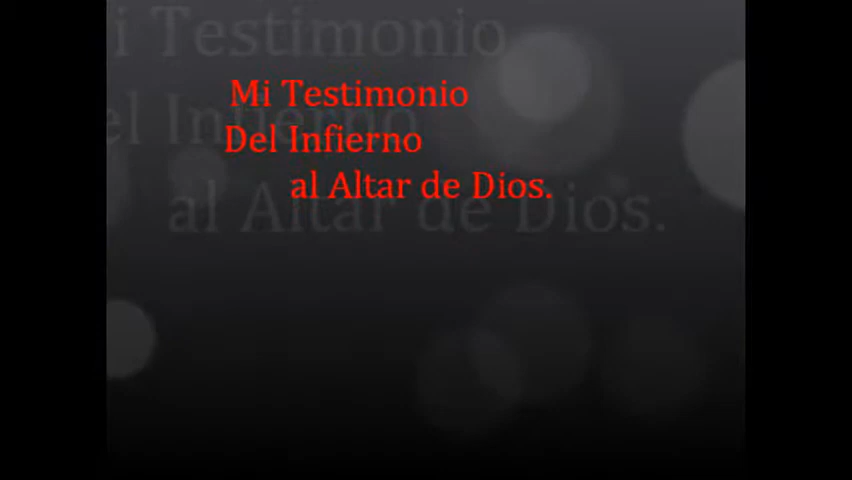 Mi Testimonio
Del Infierno
al Altar de Dios.